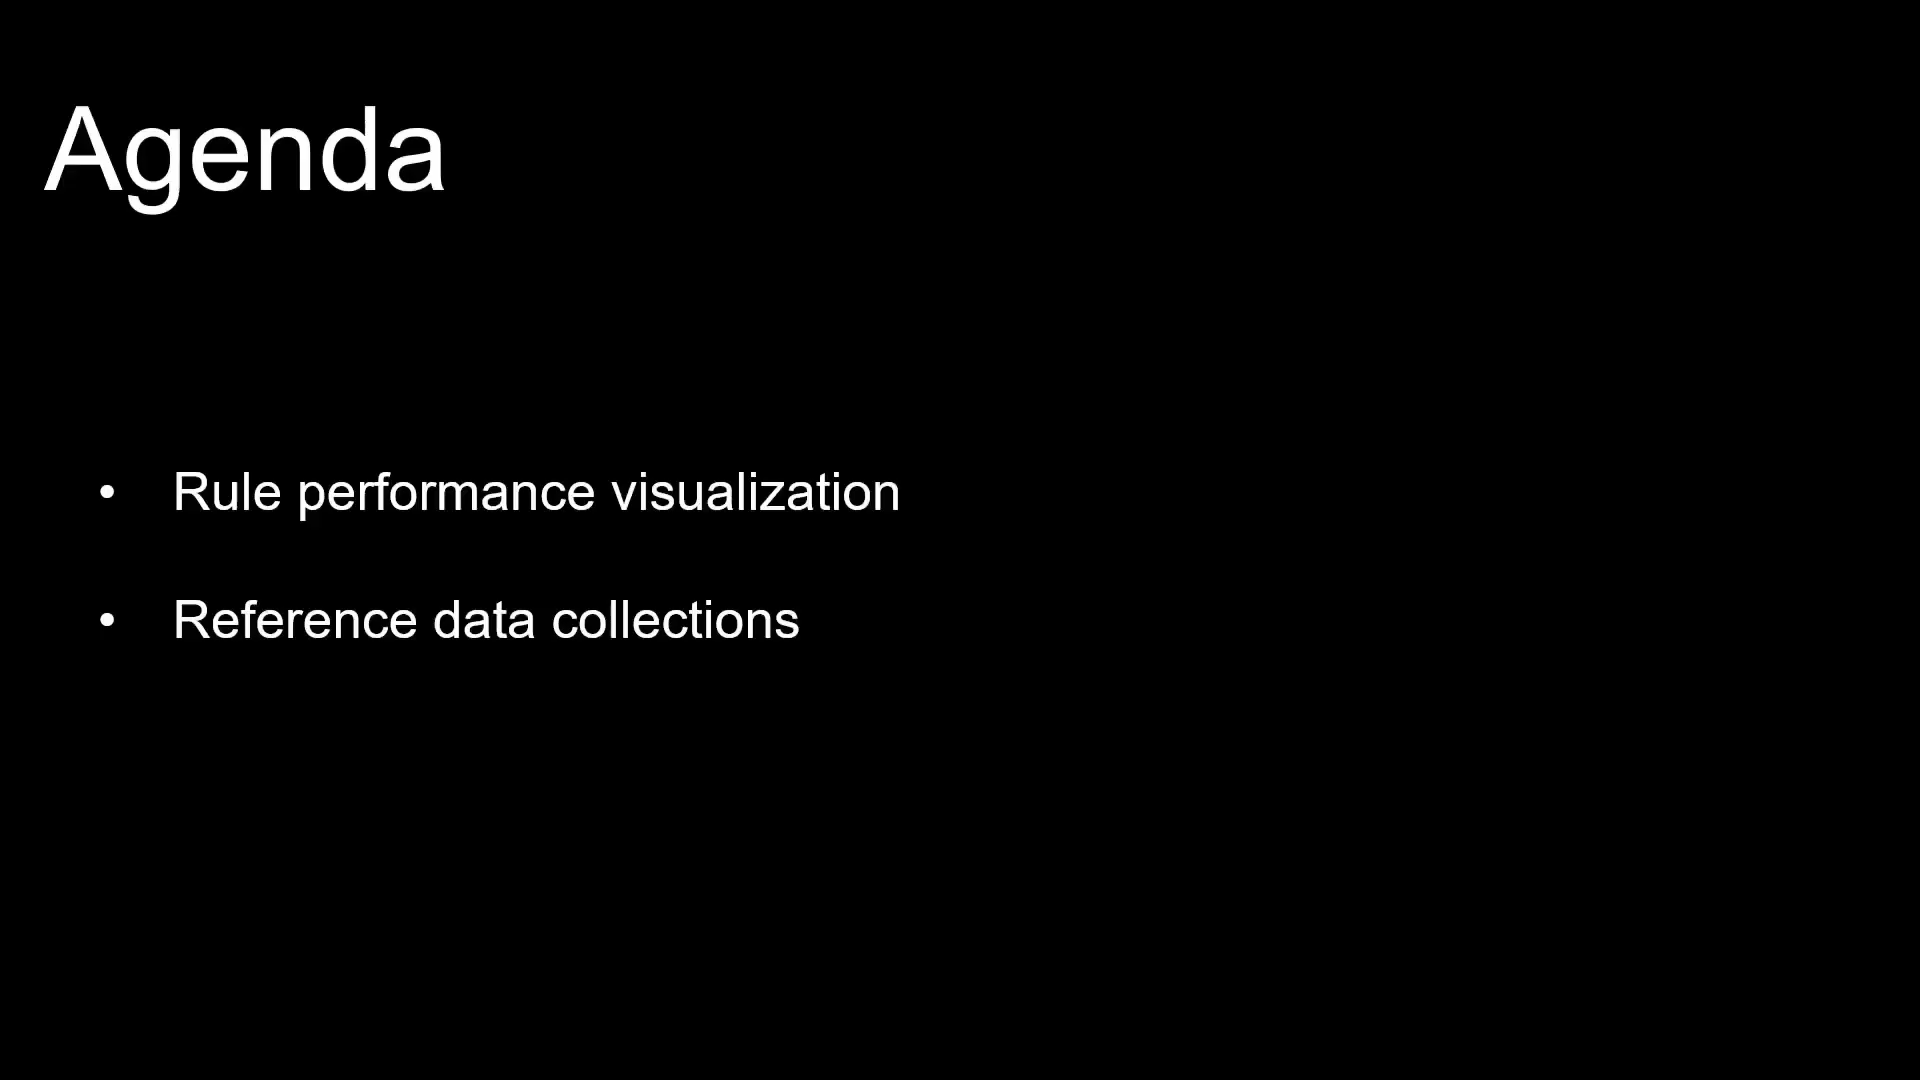 Agenda
• Rule performance visualization
• Reference data collections